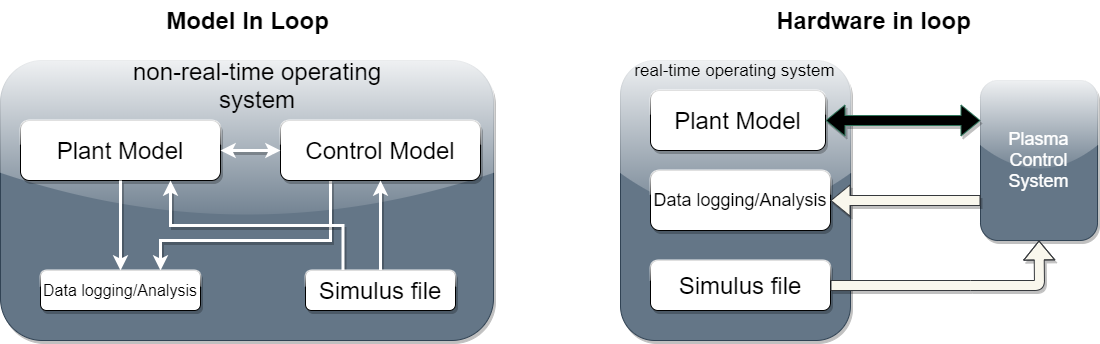 Model In Loop
non-real-time operating
system
Plant Model
Control Model
Data logging/Analysis
Simulus file
Hardware in loop
real-time operating system
Plant Model
Data logging/Analysis
Simulus file
Plasma
Control
System